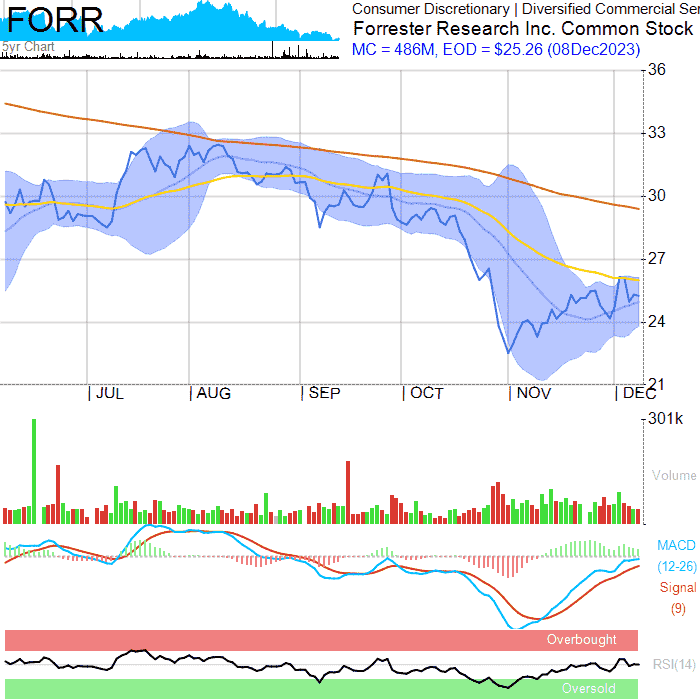 FORR
5yr Chart
Consumer Discretionary | Diversified Commercial Ser
Forrester Research Inc. Common Stock
MC = 486M, EOD = $25.26 (08Dec2023)
36
33
30
27
24
21
JUL AUG SEP OCT NOV DEC
301k
Volume
MACD
(12-26)
Signal
(9)
Overbought
RSI(14)
Oversold